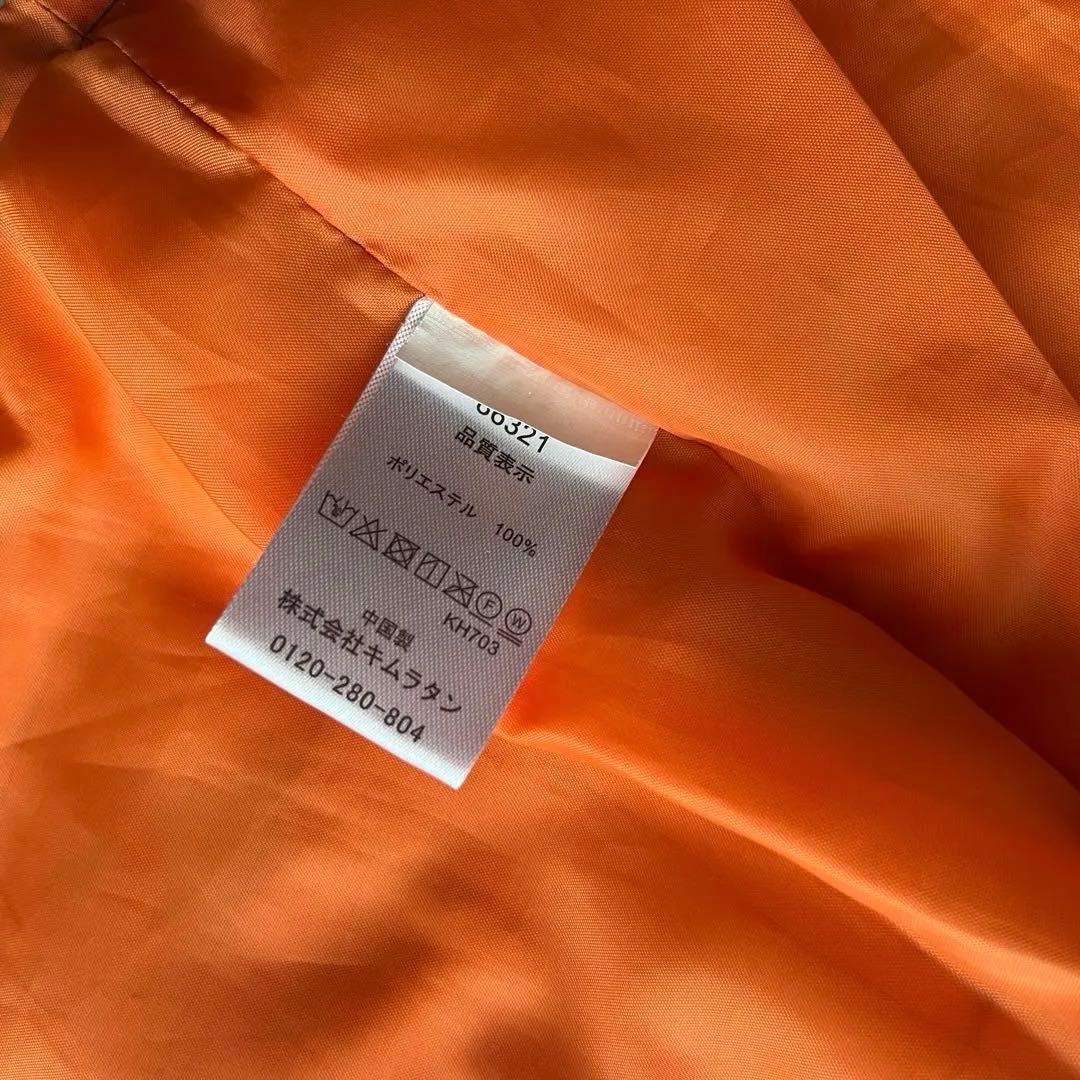 06321
品質表示
ポリエステル 100%
F W
KH703
中国製
株式会社キムラタン
0120-280-804